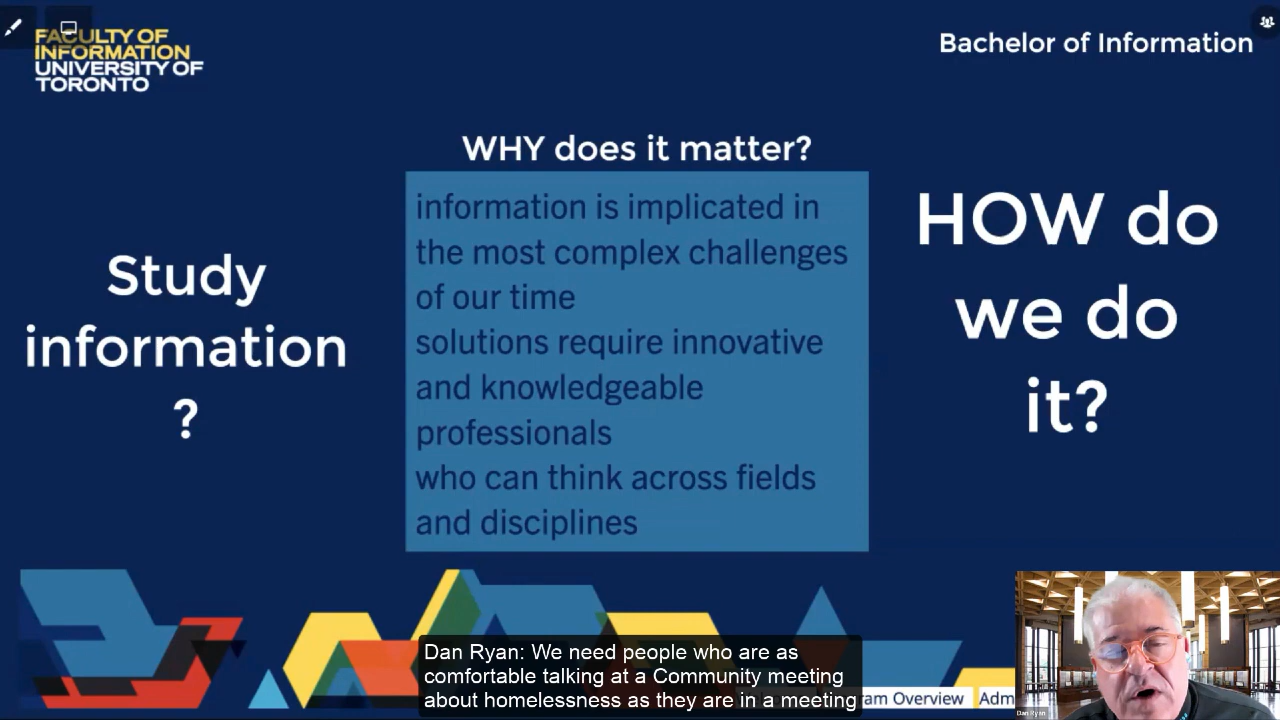 FACULTY OF
INFORMATION
UNIVERSITY OF
TORONTO
Bachelor of Information
Study
information
?
WHY does it matter?
information is implicated in
the most complex challenges
of our time
solutions require innovative
and knowledgeable
professionals
who can think across fields
and disciplines
HOW do
we do
it?
Dan Ryan: We need people who are as
comfortable talking at a Community meeting
about homelessness as they are in a meeting
ram Overview
Adm
Dan Ryan